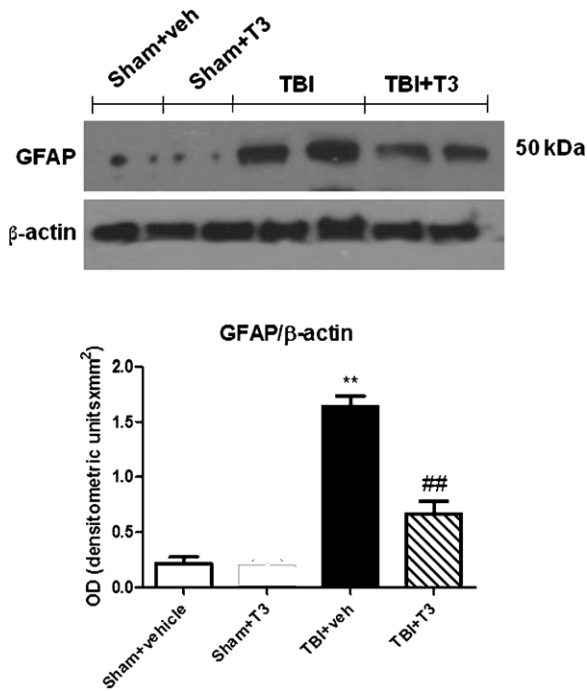 Sham+veh
Sham+T3
TBI
TBI+T3
GFAP
50 kDa
β-actin
GFAP/β-actin
OD (densitometric unitsxmm²)
2.0
1.5
1.0
0.5
0.0
**
##
Sham+vehicle
Sham+T3
TBI+veh
TBI+T3